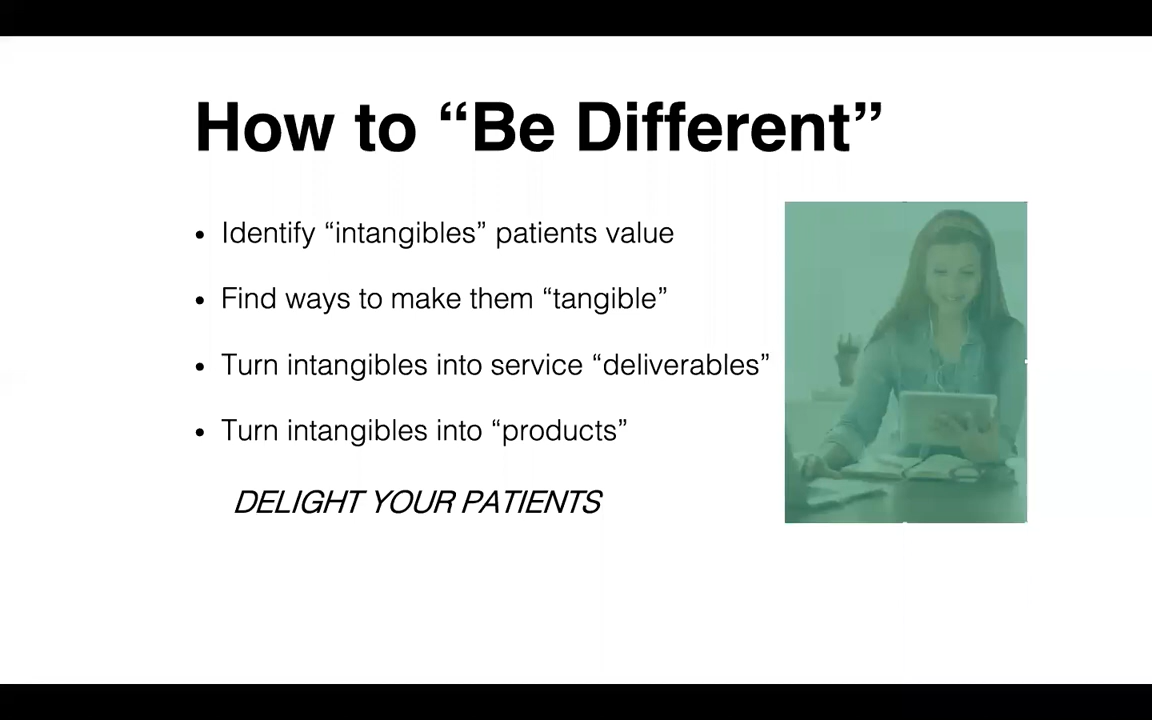 How to “Be Different”
• Identify “intangibles” patients value
• Find ways to make them “tangible”
• Turn intangibles into service “deliverables”
• Turn intangibles into “products”
DELIGHT YOUR PATIENTS